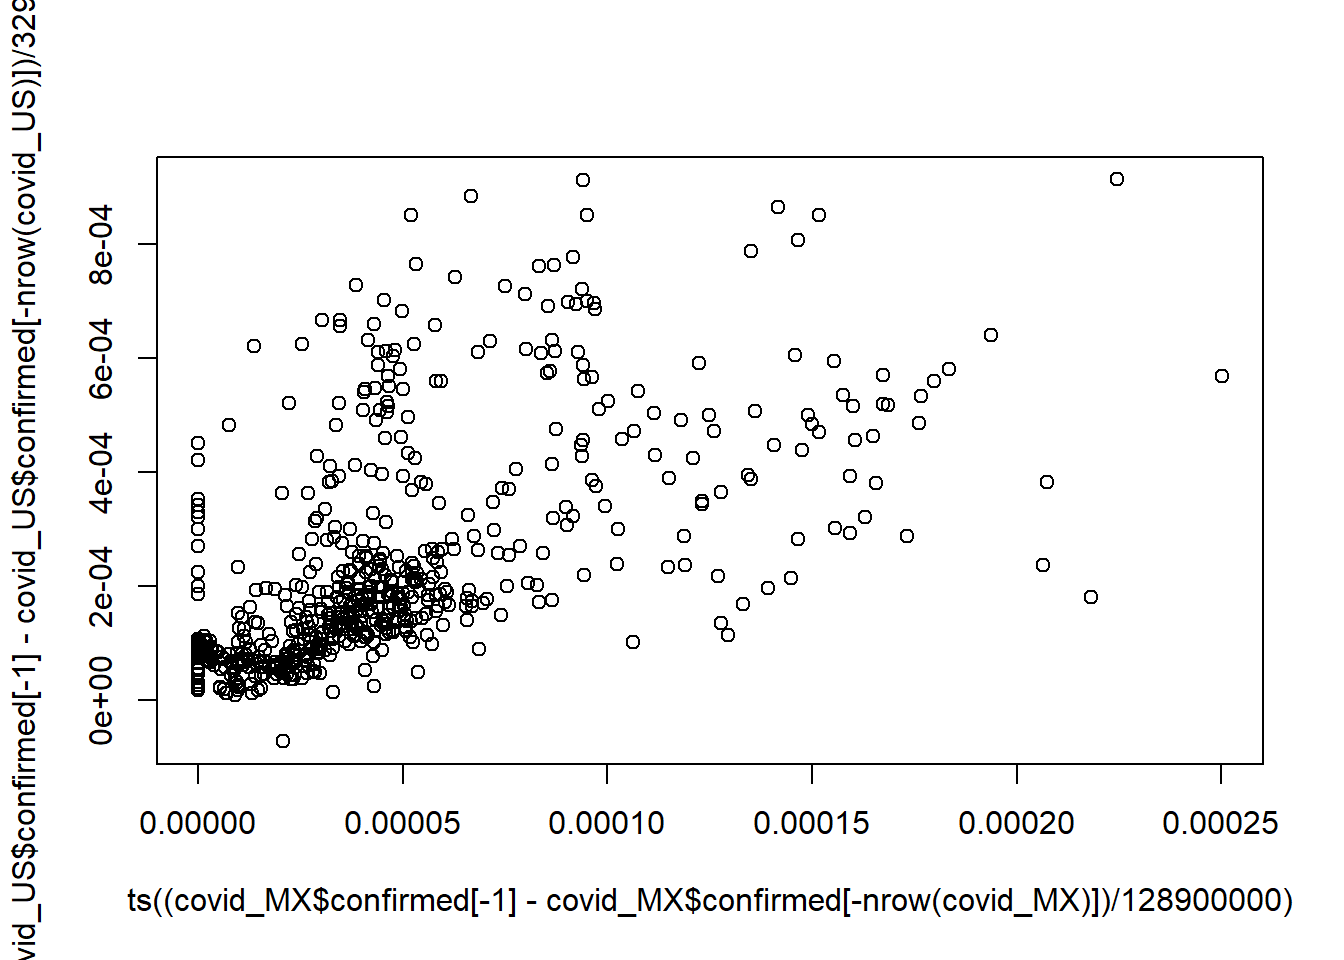 vid_US$confirmed[-1] - covid_US$confirmed[-nrow(covid_US)])/329
8e-04
6e-04
4e-04
2e-04
0e+00
0.00000 0.00005 0.00010 0.00015 0.00020 0.00025
ts((covid_MX$confirmed[-1] - covid_MX$confirmed[-nrow(covid_MX)])/128900000)